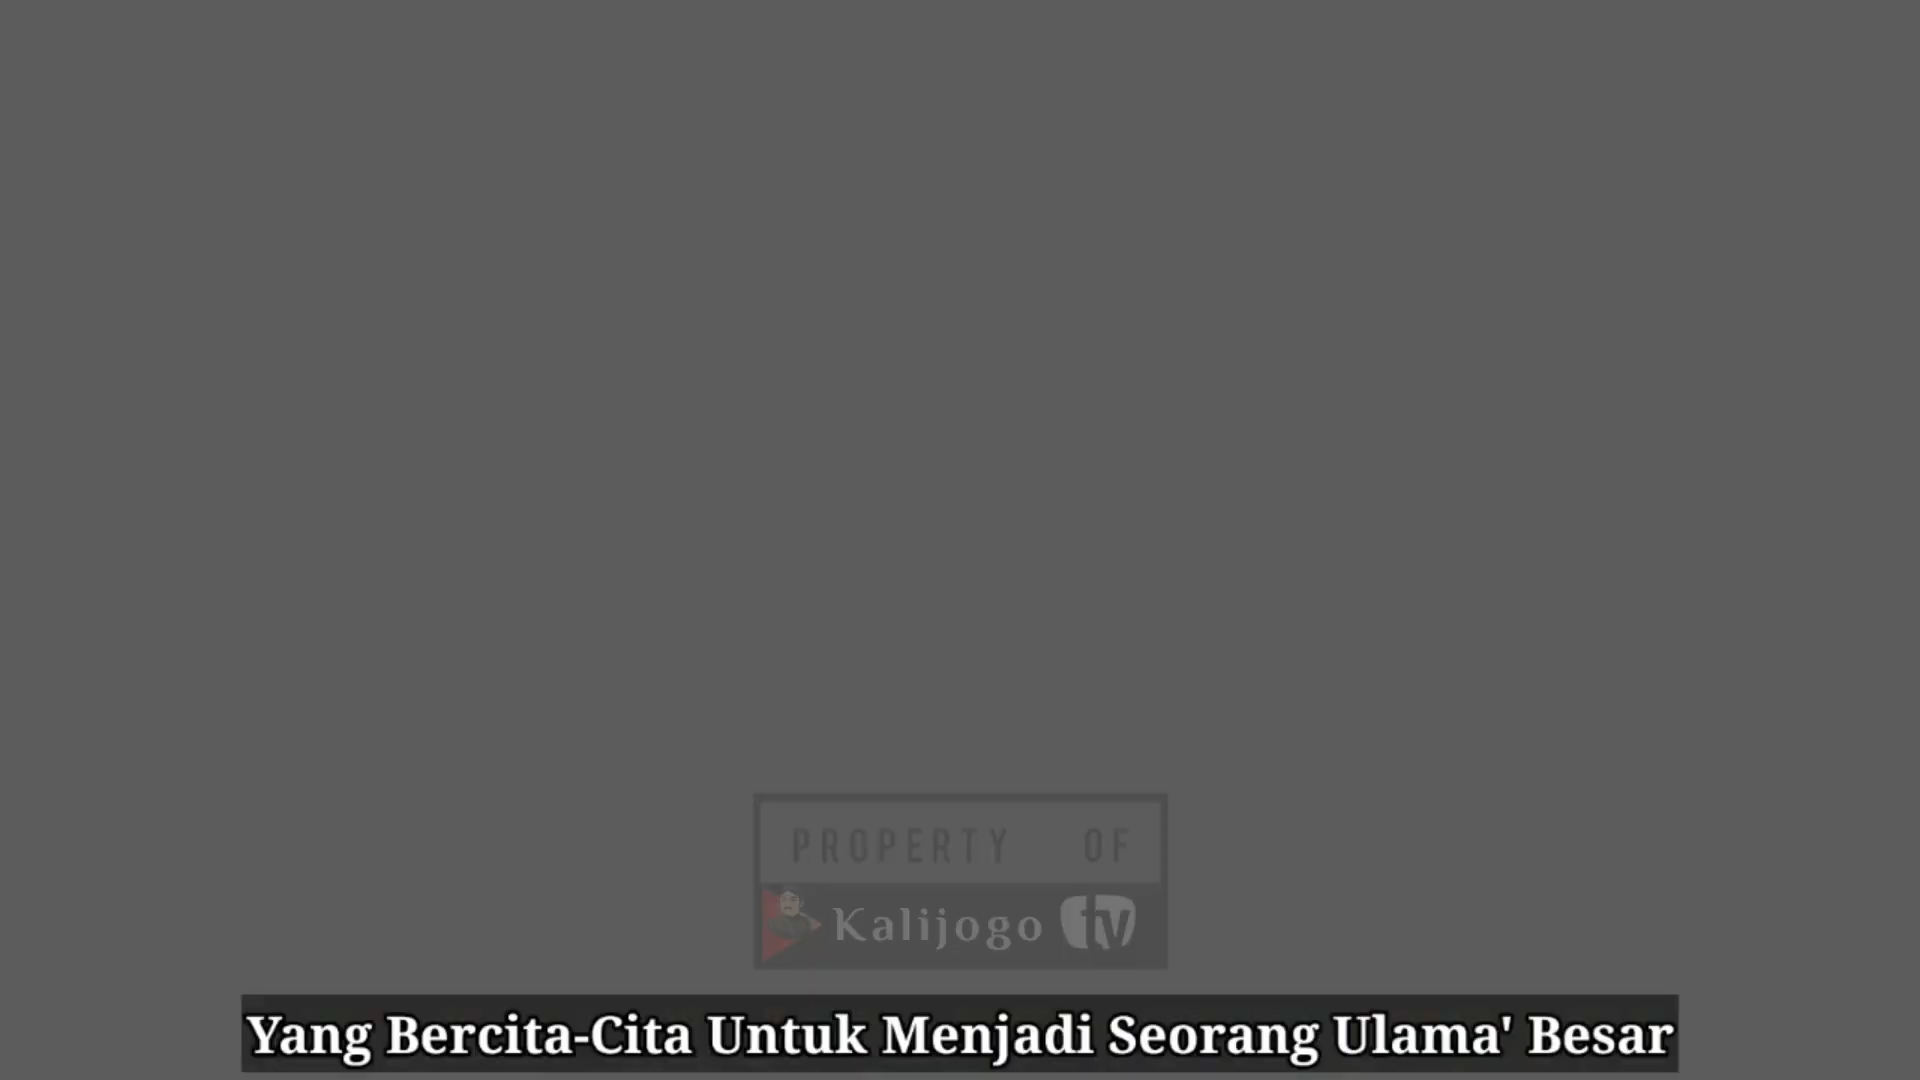 PROPERTY OF
Kalijogo tv
Yang Bercita-Cita Untuk Menjadi Seorang Ulama' Besar